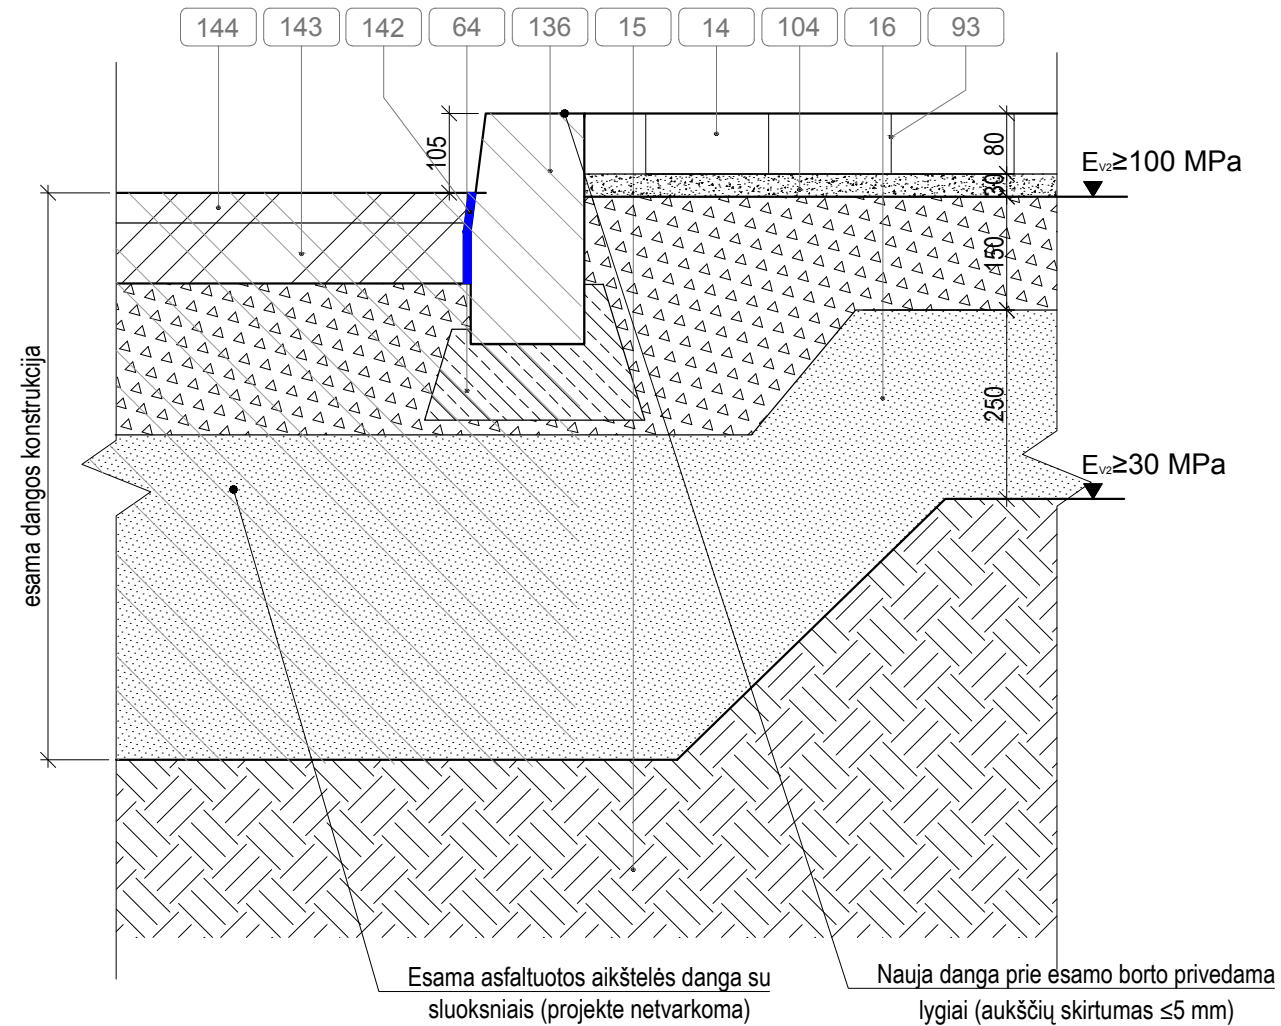 144 143 142 64 136 15 14 104 16 93
105
80
30
150
250
Ev2≥100 MPa
Ev2≥30 MPa
esama dangos konstrukcija
Esama asfaltuotos aikštelės danga su
sluoksniais (projekte netvarkoma)
Nauja danga prie esamo borto privedama
lygiai (aukščių skirtumas ≤5 mm)